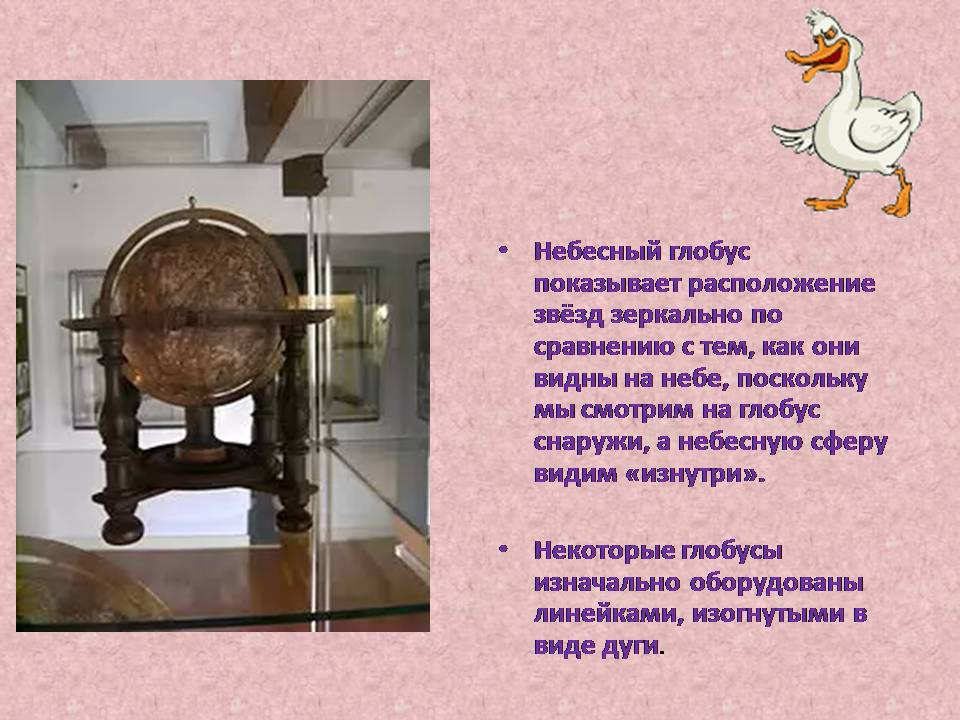 • Небесный глобус
показывает расположение
звёзд зеркально по
сравнению с тем, как они
видны на небе, поскольку
мы смотрим на глобус
снаружи, а небесную сферу
видим «изнутри».
• Некоторые глобусы
изначально оборудованы
линейками, изогнутыми в
виде дуги.